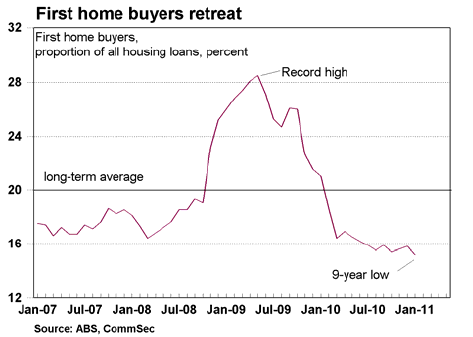 First home buyers retreat
32
First home buyers,
proportion of all housing loans, percent
Record high
28
24
long-term average
20
16
9-year low
12
Jan-07 Jul-07 Jan-08 Jul-08 Jan-09 Jul-09 Jan-10 Jul-10 Jan-11
Source: ABS, CommSec